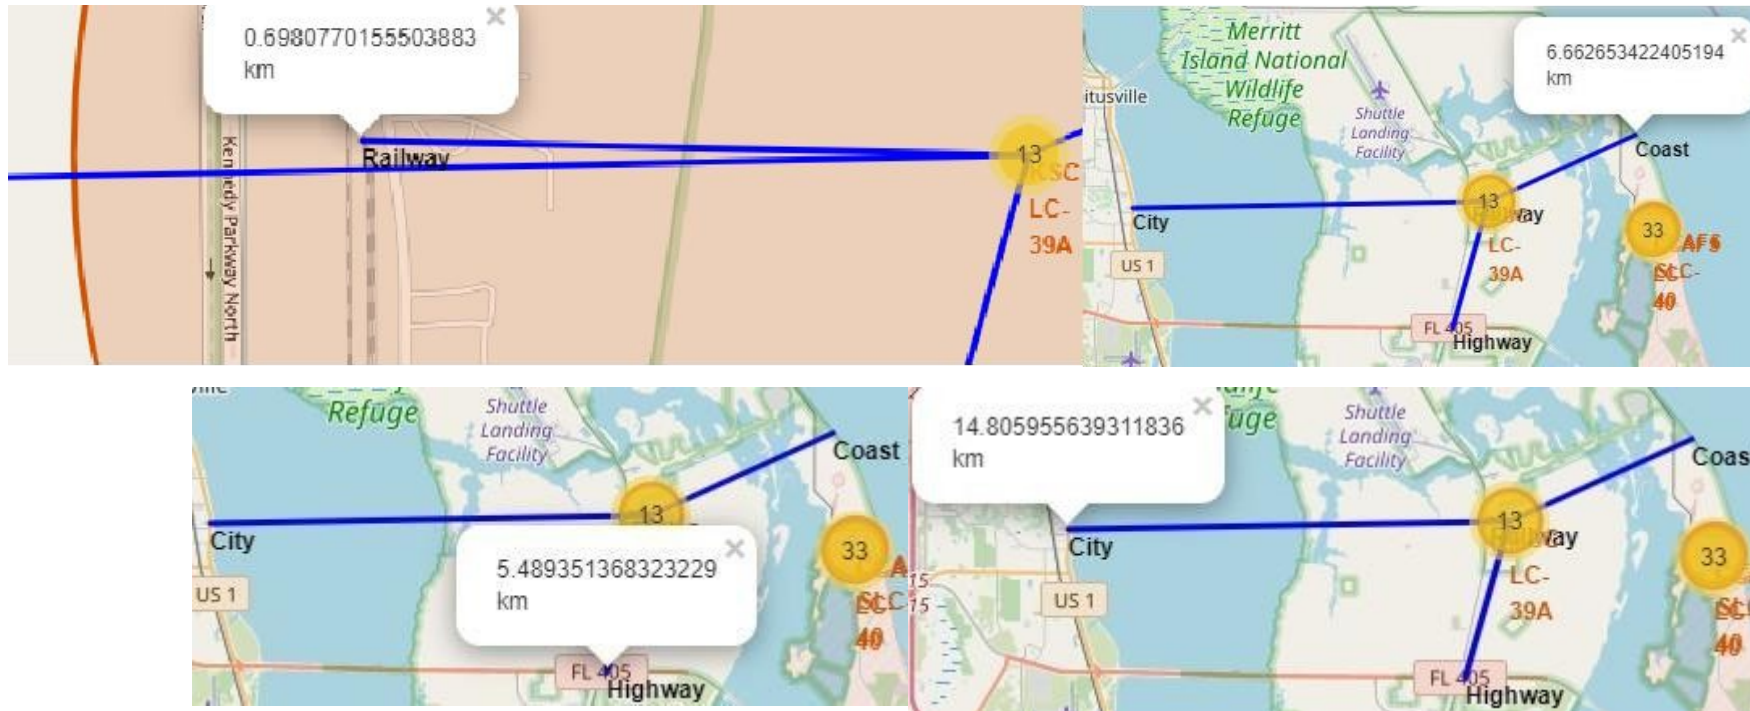 0.6980770155503883
km
Kennedy Parkway North
Railway
13
LC-
39A
Merritt
Island National
Wildlife
Refuge
Shuttle
Landing
Facility
6.662653422405194
km
itusville
Coast
City
13
33
US 1
LC-
39A
40
FL 405
Highway
Refuge
Shuttle
Landing
Facility
Coast
City
13
33
5.489351368323229
km
US 1
40
FL 405
Highway
14.805955639311836
km
Shuttle
Landing
Facility
Coas
City
13
33
15
15
US 1
LC-
39A
40
FL 405
Highway